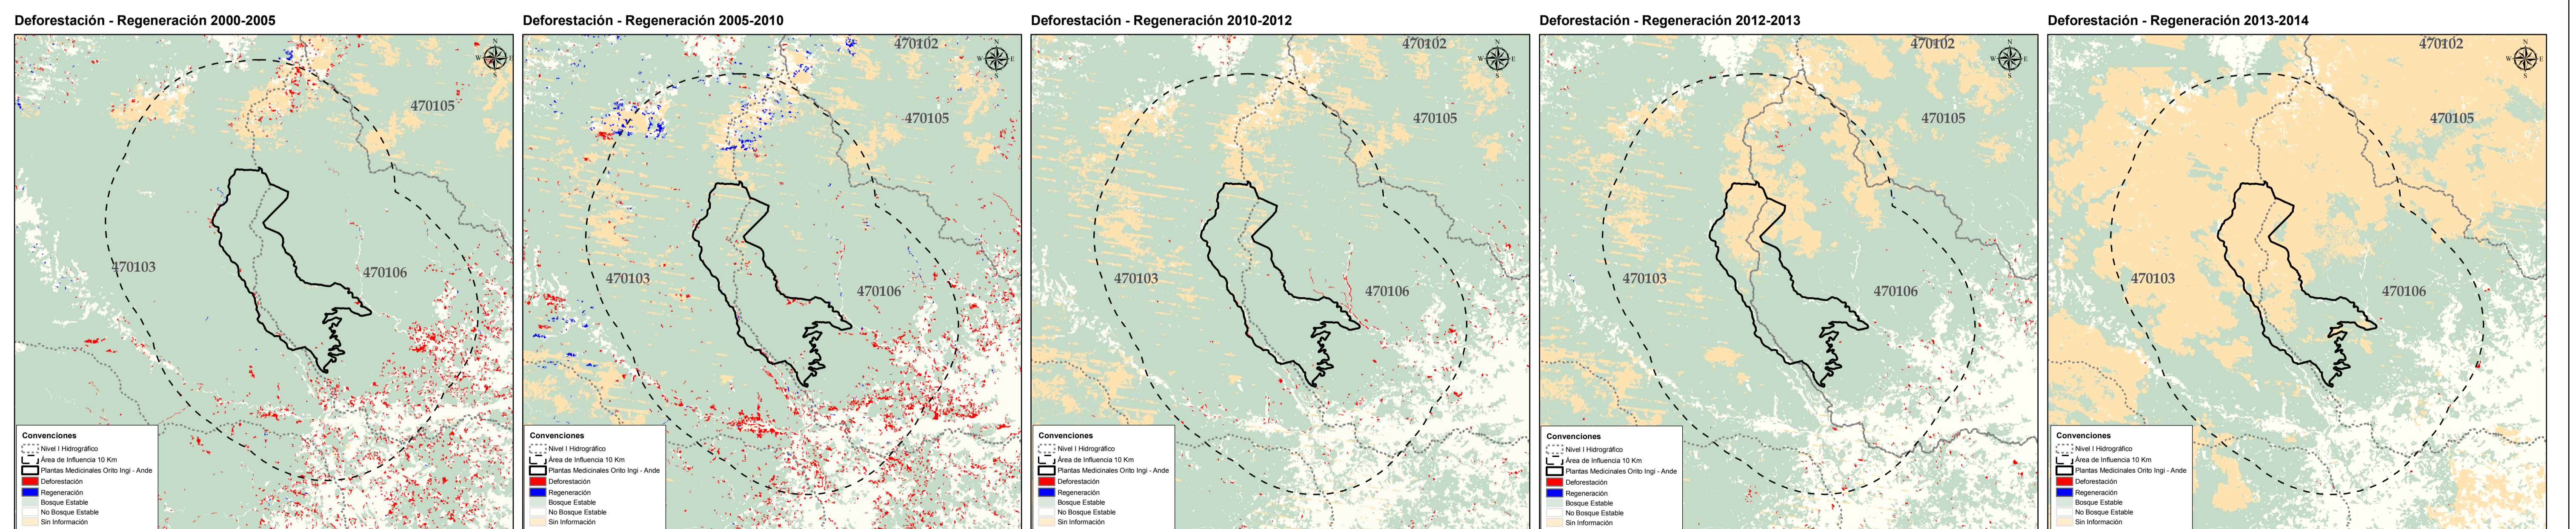 Deforestación - Regeneración 2000-2005
N
W
E
S
470105
470103
470106
Convenciones
Nivel I Hidrográfico
Área de Influencia 10 Km
Plantas Medicinales Orito Ingi - Ande
Deforestación
Regeneración
Bosque Estable
No Bosque Estable
Sin Información
Deforestación - Regeneración 2005-2010
470102
N
W
E
S
470105
470103
470106
Convenciones
Nivel I Hidrográfico
Área de Influencia 10 Km
Plantas Medicinales Orito Ingi - Ande
Deforestación
Regeneración
Bosque Estable
No Bosque Estable
Sin Información
Deforestación - Regeneración 2010-2012
470102
N
W
E
S
470105
470103
470106
Convenciones
Nivel I Hidrográfico
Área de Influencia 10 Km
Plantas Medicinales Orito Ingi - Ande
Deforestación
Regeneración
Bosque Estable
No Bosque Estable
Sin Información
Deforestación - Regeneración 2012-2013
470102
N
W
E
S
470105
470103
470106
Convenciones
Nivel I Hidrográfico
Área de Influencia 10 Km
Plantas Medicinales Orito Ingi - Ande
Deforestación
Regeneración
Bosque Estable
No Bosque Estable
Sin Información
Deforestación - Regeneración 2013-2014
470102
N
W
E
S
470105
470103
470106
Convenciones
Nivel I Hidrográfico
Área de Influencia 10 Km
Plantas Medicinales Orito Ingi - Ande
Deforestación
Regeneración
Bosque Estable
No Bosque Estable
Sin Información